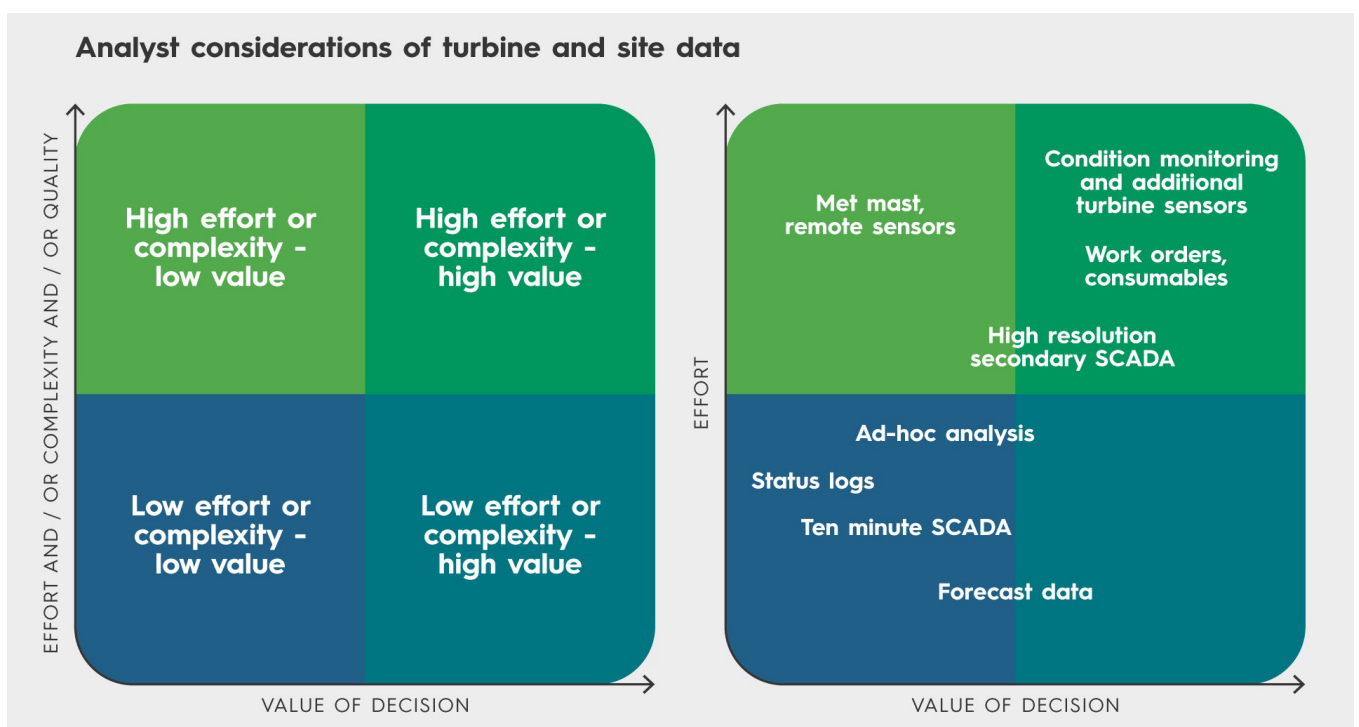 Analyst considerations of turbine and site data
EFFORT AND / OR COMPLEXITY AND / OR QUALITY
High effort or
complexity -
low value
High effort or
complexity -
high value
Low effort or
complexity -
low value
Low effort or
complexity -
high value
VALUE OF DECISION
EFFORT
Met mast,
remote sensors
Condition monitoring
and additional
turbine sensors
Work orders,
consumables
High resolution
secondary SCADA
Ad-hoc analysis
Status logs
Ten minute SCADA
Forecast data
VALUE OF DECISION